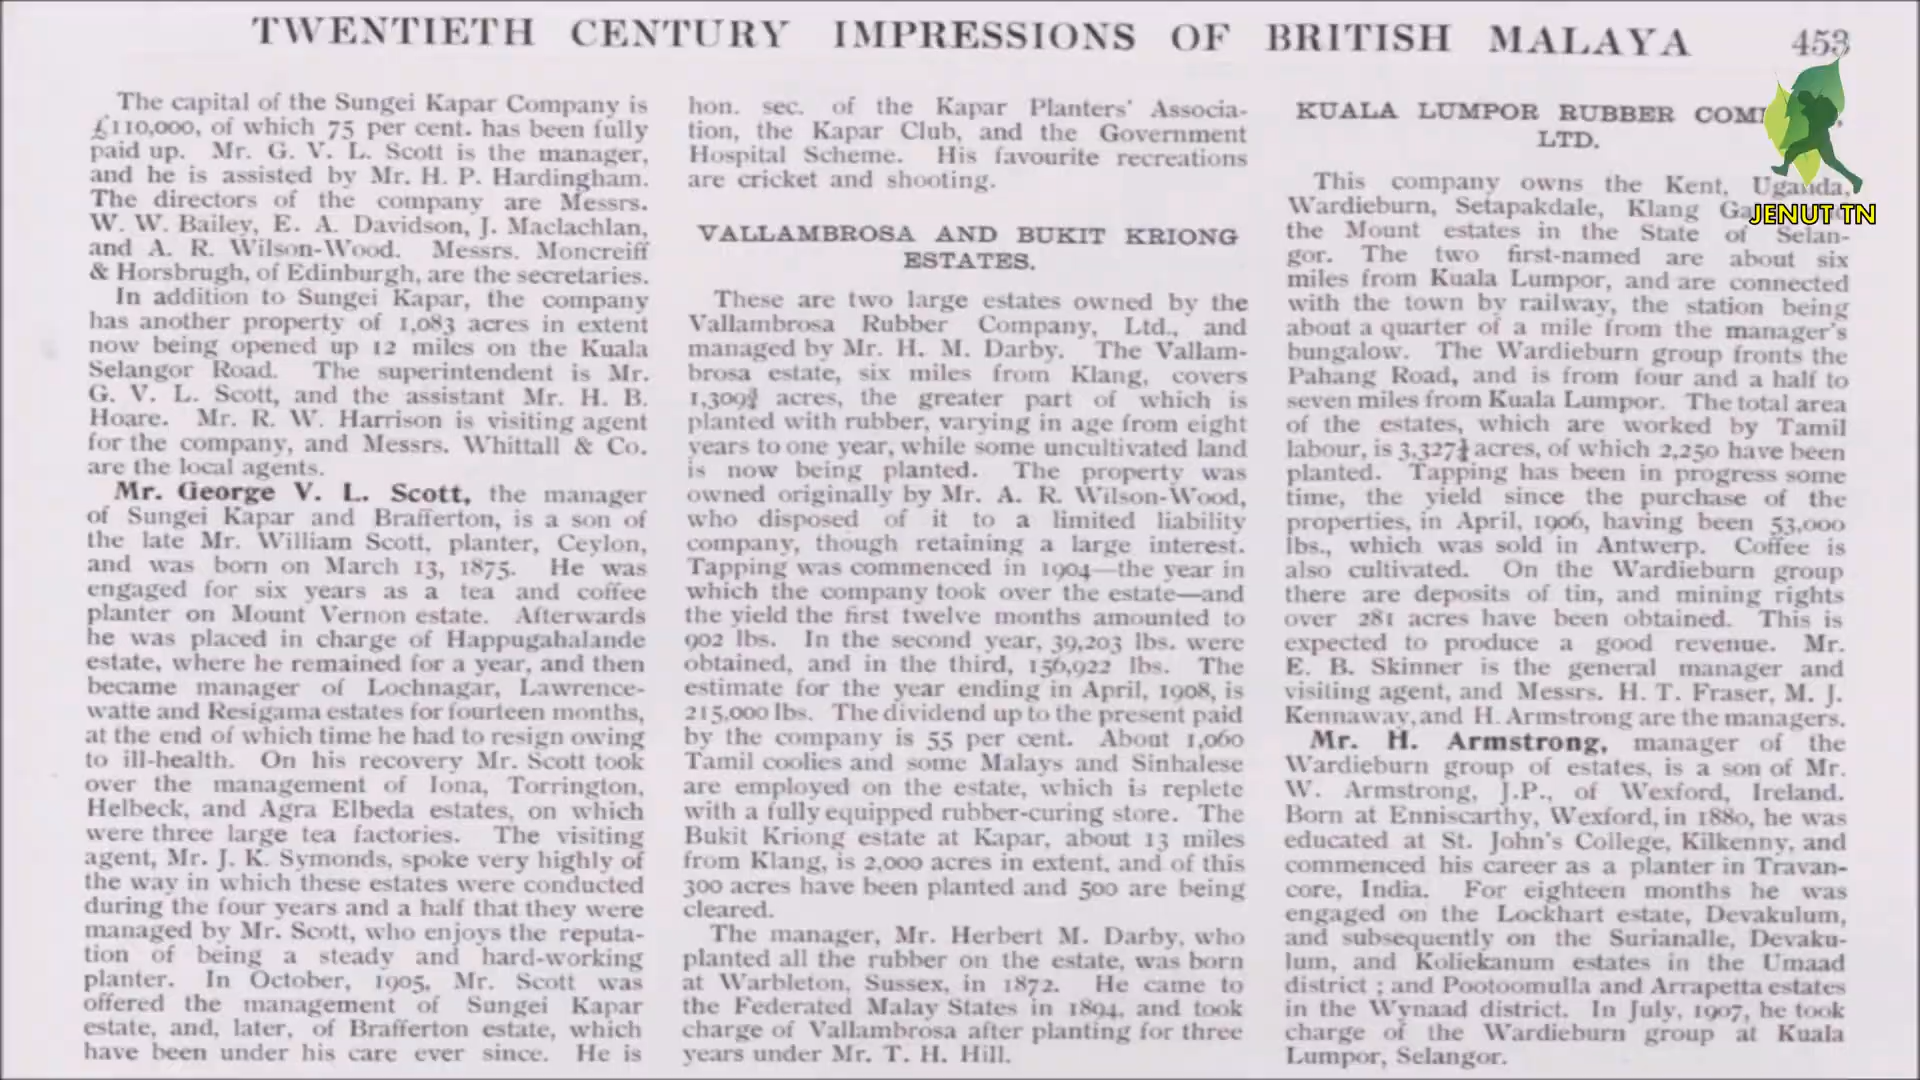 TWENTIETH CENTURY IMPRESSIONS OF BRITISH MALAYA 453
The capital of the Sungei Kapar Company is
£110,000, of which 75 per cent. has been fully
paid up. Mr. G. V. L. Scott is the manager,
and he is assisted by Mr. H. P. Hardingham.
The directors of the company are Messrs.
W. W. Bailey, E. A. Davidson, J. Maclachlan,
and A. R. Wilson-Wood. Messrs. Moncreiff
& Horsbrugh, of Edinburgh, are the secretaries.
In addition to Sungei Kapar, the company
has another property of 1,083 acres in extent
now being opened up 12 miles on the Kuala
Selangor Road. The superintendent is Mr.
G. V. L. Scott, and the assistant Mr. H. B.
Hoare. Mr. R. W. Harrison is visiting agent
for the company, and Messrs. Whittall & Co.
are the local agents.
Mr. George V. L. Scott, the manager
of Sungei Kapar and Brafferton, is a son of
the late Mr. William Scott, planter, Ceylon,
and was born on March 13, 1875. He was
engaged for six years as a tea and coffee
planter on Mount Vernon estate. Afterwards
he was placed in charge of Happugahalande
estate, where he remained for a year, and then
became manager of Lochnagar, Lawrence-
watte and Resigama estates for fourteen months,
at the end of which time he had to resign owing
to ill-health. On his recovery Mr. Scott took
over the management of Iona, Torrington,
Helbeck, and Agra Elbeda estates, on which
were three large tea factories. The visiting
agent, Mr. J. K. Symonds, spoke very highly of
the way in which these estates were conducted
during the four years and a half that they were
managed by Mr. Scott, who enjoys the reputa-
tion of being a steady and hard-working
planter. In October, 1905, Mr. Scott was
offered the management of Sungei Kapar
estate, and, later, of Brafferton estate, which
have been under his care ever since. He is
hon. sec. of the Kapar Planters' Associa-
tion, the Kapar Club, and the Government
Hospital Scheme. His favourite recreations
are cricket and shooting.
VALLAMBROSA AND BUKIT KRIONG
ESTATES.
These are two large estates owned by the
Vallambrosa Rubber Company, Ltd., and
managed by Mr. H. M. Darby. The Vallam-
brosa estate, six miles from Klang, covers
1,309¾ acres, the greater part of which is
planted with rubber, varying in age from eight
years to one year, while some uncultivated land
is now being planted. The property was
owned originally by Mr. A. R. Wilson-Wood,
who disposed of it to a limited liability
company, though retaining a large interest.
Tapping was commenced in 1904—the year in
which the company took over the estate—and
the yield the first twelve months amounted to
902 lbs. In the second year, 39,203 lbs. were
obtained, and in the third, 156,922 lbs. The
estimate for the year ending in April, 1908, is
215,000 lbs. The dividend up to the present paid
by the company is 55 per cent. About 1,060
Tamil coolies and some Malays and Sinhalese
are employed on the estate, which is replete
with a fully equipped rubber-curing store. The
Bukit Kriong estate at Kapar, about 13 miles
from Klang, is 2,000 acres in extent, and of this
300 acres have been planted and 500 are being
cleared.
The manager, Mr. Herbert M. Darby, who
planted all the rubber on the estate, was born
at Warbleton, Sussex, in 1872. He came to
the Federated Malay States in 1894, and took
charge of Vallambrosa after planting for three
years under Mr. T. H. Hill.
KUALA LUMPOR RUBBER
LTD.
This company owns the Kent, Uganda,
Wardieburn, Setapakdale, Klang
the Mount estates in the State of Selan-
gor. The two first-named are about six
miles from Kuala Lumpor, and are connected
with the town by railway, the station being
about a quarter of a mile from the manager's
bungalow. The Wardieburn group fronts the
Pahang Road, and is from four and a half to
seven miles from Kuala Lumpor. The total area
of the estates, which are worked by Tamil
labour, is 3,327½ acres, of which 2,250 have been
planted. Tapping has been in progress some
time, the yield since the purchase of the
properties, in April, 1906, having been 53,000
lbs., which was sold in Antwerp. Coffee is
also cultivated. On the Wardieburn group
there are deposits of tin, and mining rights
over 281 acres have been obtained. This is
expected to produce a good revenue. Mr.
E. B. Skinner is the general manager and
visiting agent, and Messrs. H. T. Fraser, M. J.
Kennaway, and H. Armstrong are the managers.
Mr. H. Armstrong, manager of the
Wardieburn group of estates, is a son of Mr.
W. Armstrong, J.P., of Wexford, Ireland.
Born at Enniscarthy, Wexford, in 1880, he was
educated at St. John's College, Kilkenny, and
commenced his career as a planter in Travan-
core, India. For eighteen months he was
engaged on the Lockhart estate, Devakulum,
and subsequently on the Surianalle, Devaku-
lum, and Koliekanum estates in the Umaad
district ; and Pootoomulla and Arrapetta estates
in the Wynaad district. In July, 1907, he took
charge of the Wardieburn group at Kuala
Lumpor, Selangor.
JENUT TN